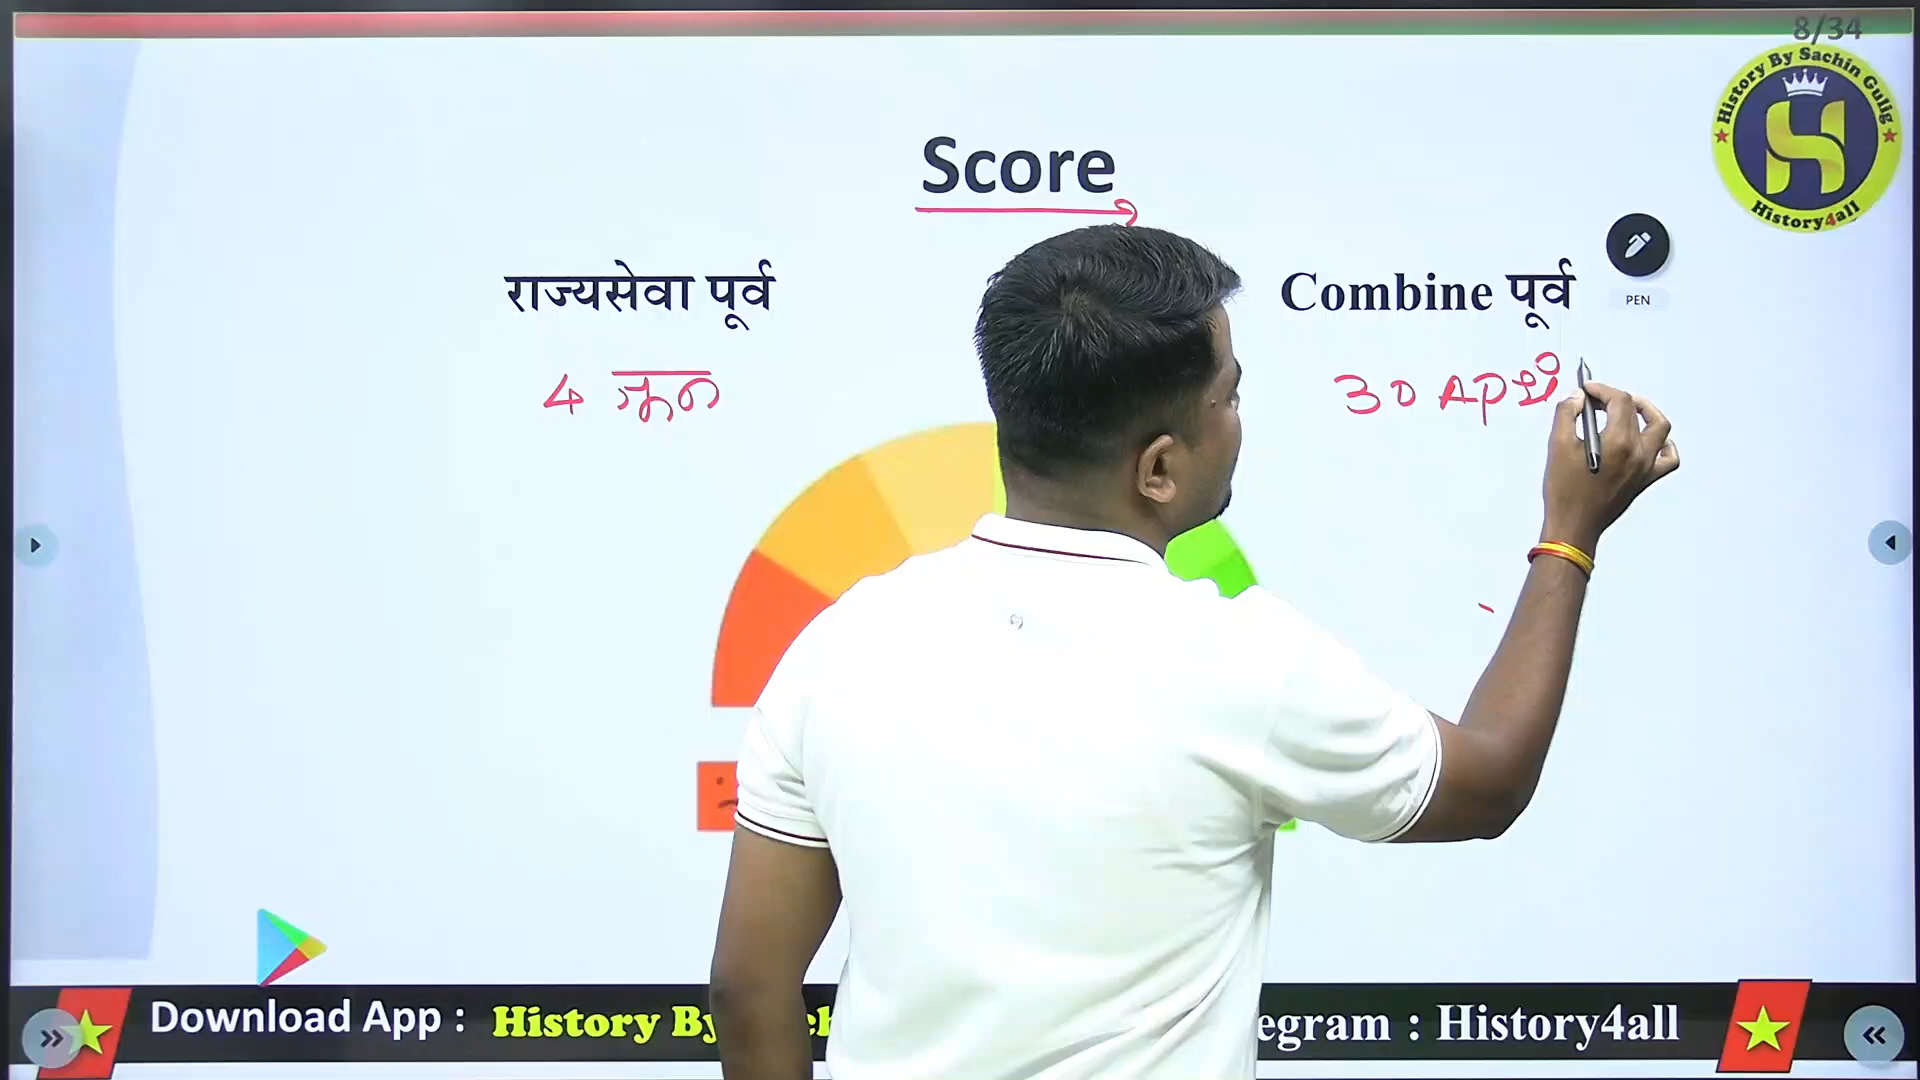 8/34
History By Sachin Gulig
History4all
Score
राज्यसेवा पूर्व
Combine पूर्व
PEN
4 जून
30
Download App :
History By
egram : History4all